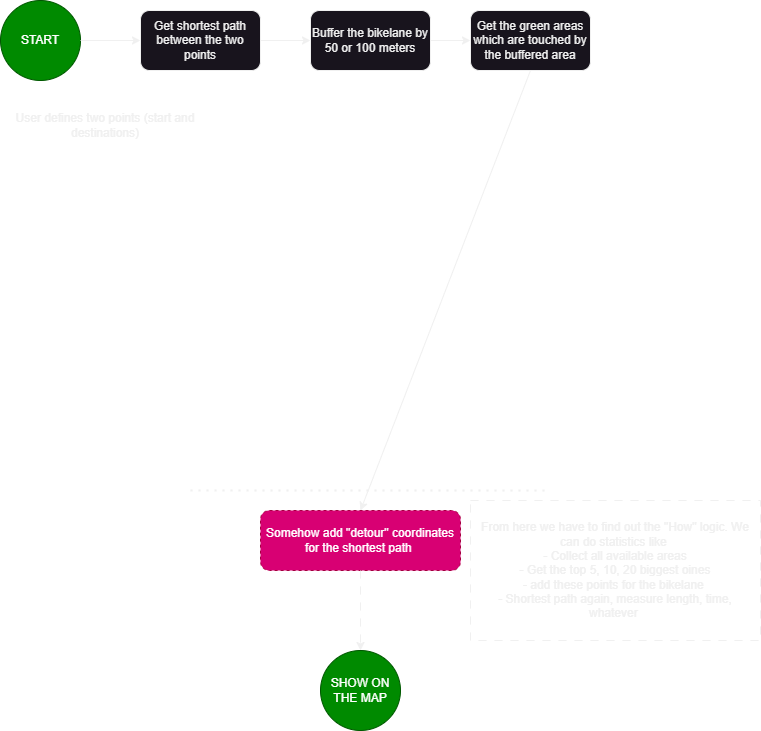 START
Get shortest path
between the two
points
Buffer the bikelane by
50 or 100 meters
Get the green areas
which are touched by
the buffered area
User defines two points (start and
destinations)
Somehow add "detour" coordinates
for the shortest path
From here we have to find out the "How" logic. We
can do statistics like
- Collect all available areas
- Get the top 5, 10, 20 biggest oines
- add these points for the bikelane
- Shortest path again, measure length, time,
whatever
SHOW ON
THE MAP